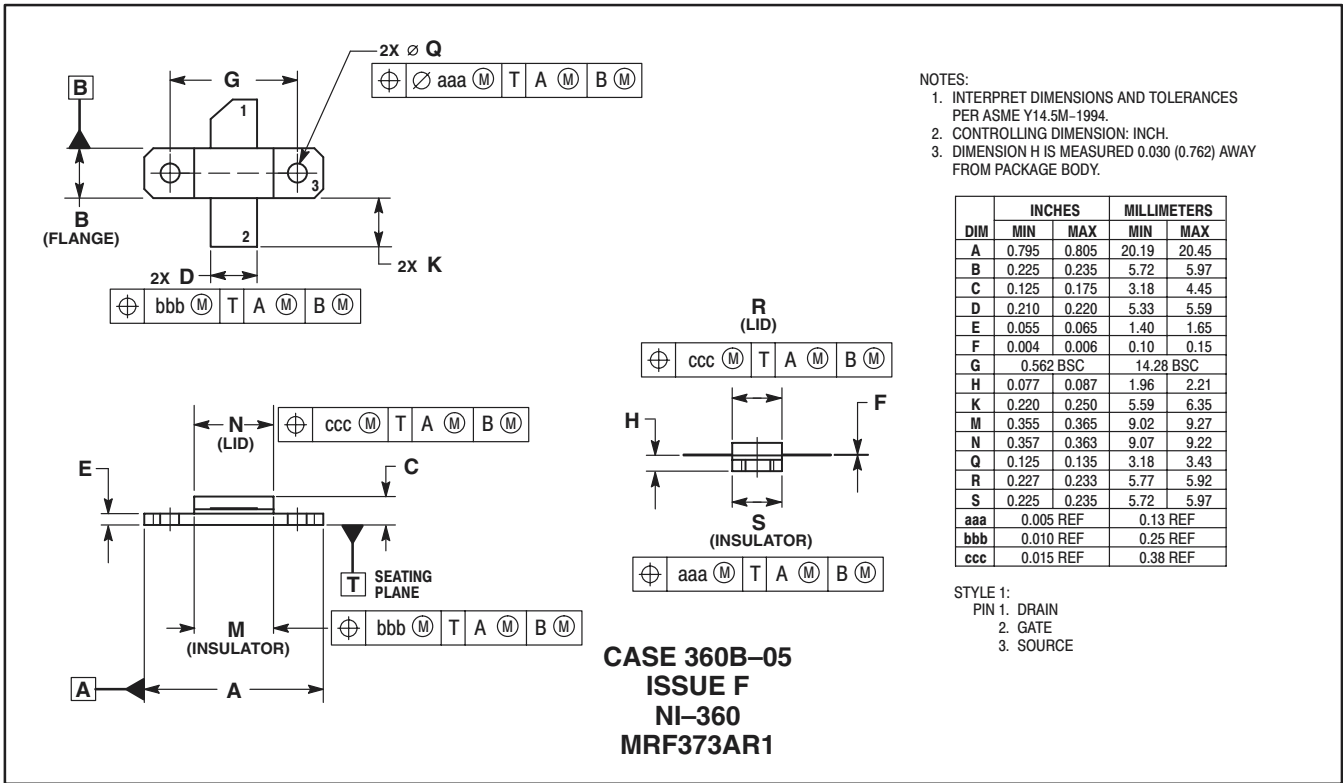 2X ⌀ Q
⌀ aaa Ⓜ T A Ⓜ B Ⓜ
G
B
1
3
B
(FLANGE)
2
2X K
2X D
bbb Ⓜ T A Ⓜ B Ⓜ
R
(LID)
ccc Ⓜ T A Ⓜ B Ⓜ
N
(LID)
ccc Ⓜ T A Ⓜ B Ⓜ
H
F
E
C
S
(INSULATOR)
aaa Ⓜ T A Ⓜ B Ⓜ
T SEATING
PLANE
M
(INSULATOR)
bbb Ⓜ T A Ⓜ B Ⓜ
A
A
CASE 360B–05
ISSUE F
NI–360
MRF373AR1
NOTES:
1. INTERPRET DIMENSIONS AND TOLERANCES
PER ASME Y14.5M–1994.
2. CONTROLLING DIMENSION: INCH.
3. DIMENSION H IS MEASURED 0.030 (0.762) AWAY
FROM PACKAGE BODY.
INCHES MILLIMETERS
DIM MIN MAX MIN MAX
A 0.795 0.805 20.19 20.45
B 0.225 0.235 5.72 5.97
C 0.125 0.175 3.18 4.45
D 0.210 0.220 5.33 5.59
E 0.055 0.065 1.40 1.65
F 0.004 0.006 0.10 0.15
G 0.562 BSC 14.28 BSC
H 0.077 0.087 1.96 2.21
K 0.220 0.250 5.59 6.35
M 0.355 0.365 9.02 9.27
N 0.357 0.363 9.07 9.22
Q 0.125 0.135 3.18 3.43
R 0.227 0.233 5.77 5.92
S 0.225 0.235 5.72 5.97
aaa 0.005 REF 0.13 REF
bbb 0.010 REF 0.25 REF
ccc 0.015 REF 0.38 REF
STYLE 1:
PIN 1. DRAIN
2. GATE
3. SOURCE